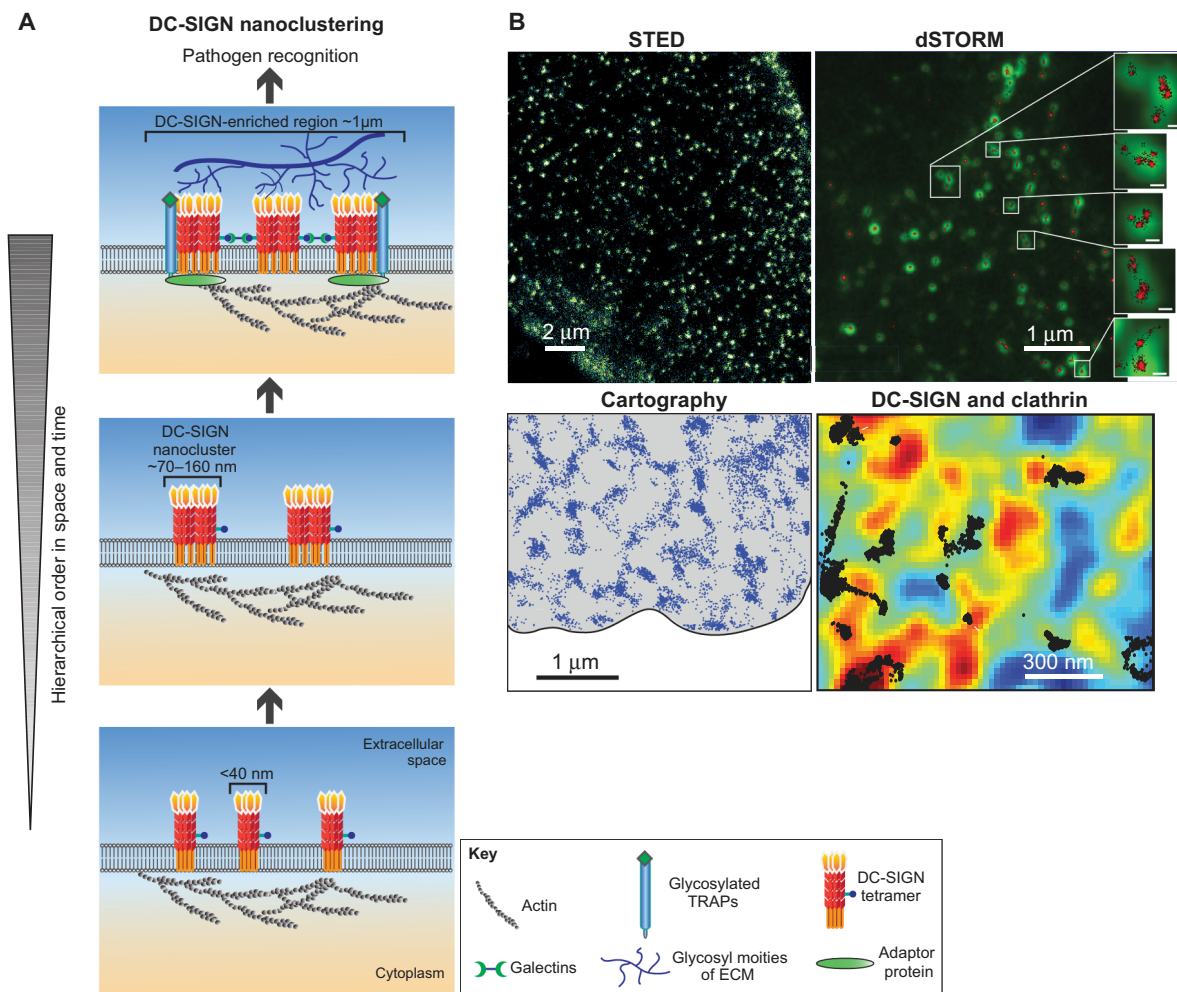 A
DC-SIGN nanoclustering
Pathogen recognition
DC-SIGN-enriched region ~1µm
DC-SIGN
nanocluster
~70–160 nm
Hierarchical order in space and time
Extracellular
space
<40 nm
Cytoplasm
B
STED
dSTORM
2 µm
1 µm
Cartography
DC-SIGN and clathrin
1 µm
300 nm
Key
Actin
Glycosylated
TRAPs
DC-SIGN
tetramer
Galectins
Glycosyl moities
of ECM
Adaptor
protein